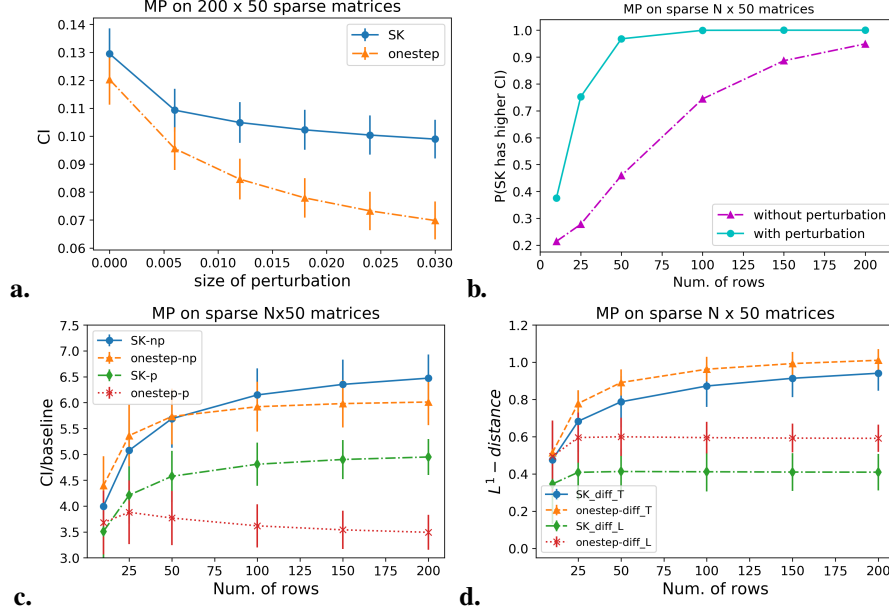 MP on 200 x 50 sparse matrices
0.14
0.13
0.12
0.11
0.10
0.09
0.08
0.07
0.06
CI
SK
onestep
0.000 0.005 0.010 0.015 0.020 0.025 0.030
size of perturbation
a.
MP on sparse N x 50 matrices
1.0
0.9
0.8
0.7
0.6
0.5
0.4
0.3
0.2
P(SK has higher CI)
without perturbation
with perturbation
0 25 50 75 100 125 150 175 200
Num. of rows
b.
MP on sparse Nx50 matrices
7.5
7.0
6.5
6.0
5.5
5.0
4.5
4.0
3.5
3.0
CI/baseline
SK-np
onestep-np
SK-p
onestep-p
25 50 75 100 125 150 175 200
Num. of rows
c.
MP on sparse N x 50 matrices
1.2
1.0
0.8
0.6
0.4
0.2
0.0
L¹ − distance
SK_diff_T
onestep-diff_T
SK_diff_L
onestep-diff_L
25 50 75 100 125 150 175 200
Num. of rows
d.